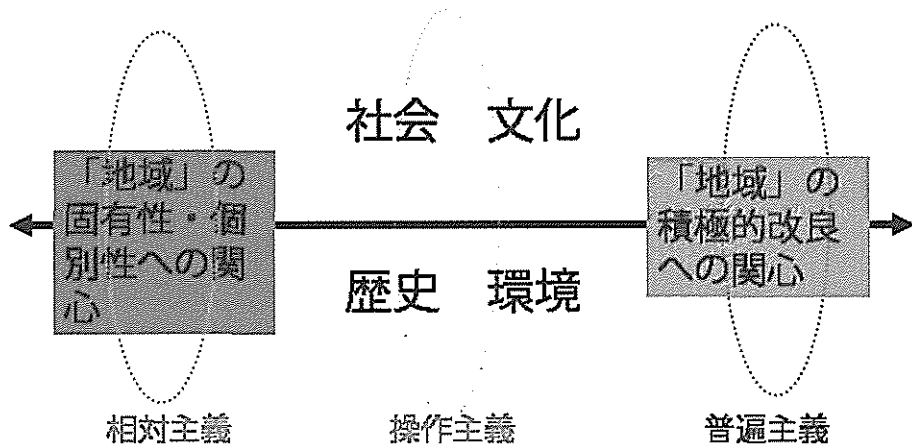 社会 文化
「地域」の
固有性・個
別性への関
心
「地域」の
積極的改良
への関心
歴史 環境
相対主義 操作主義 普遍主義